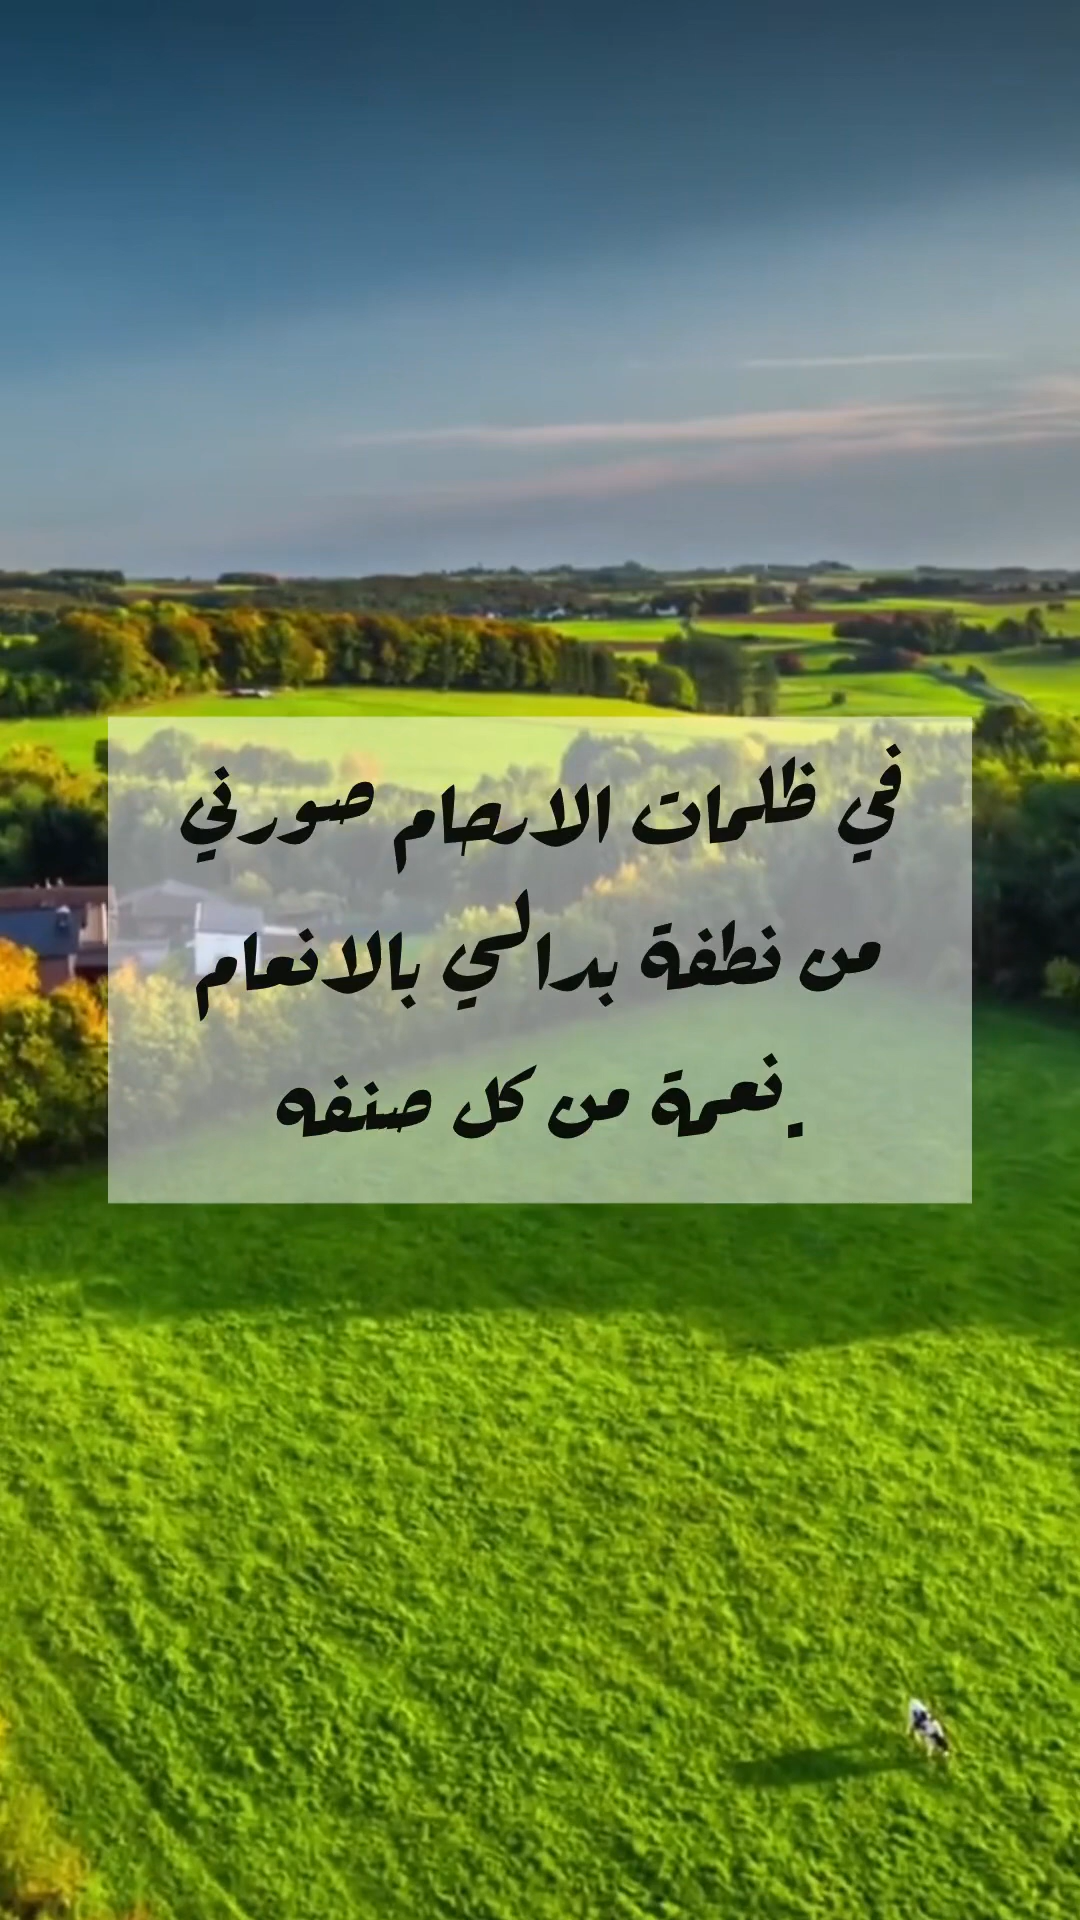 في ظلمات الارحام صورني
من نطفة بدالي بالانعام
نعمة من كل صنفه.